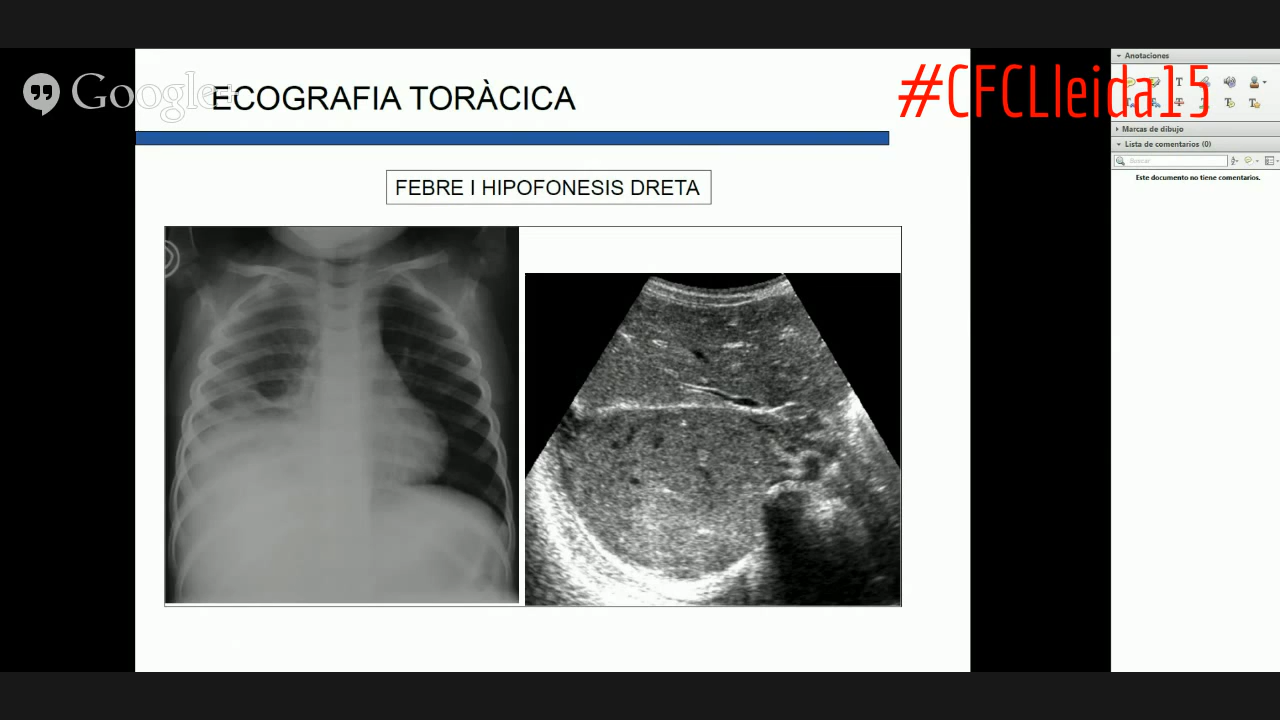 Google+
ECOGRAFIA TORÀCICA
#CFCLleida15
FEBRE I HIPOFONESIS DRETA
Anotaciones
Marcas de dibujo
Lista de comentarios (0)
Buscar
Este documento no tiene comentarios.